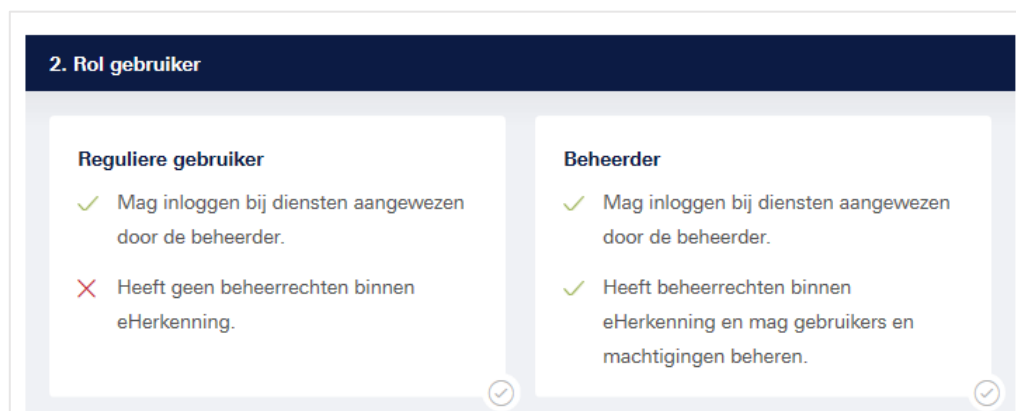 2. Rol gebruiker
Reguliere gebruiker
Mag inloggen bij diensten aangewezen
door de beheerder.
Heeft geen beheerrechten binnen
eHerkenning.
Beheerder
Mag inloggen bij diensten aangewezen
door de beheerder.
Heeft beheerrechten binnen
eHerkenning en mag gebruikers en
machtigingen beheren.